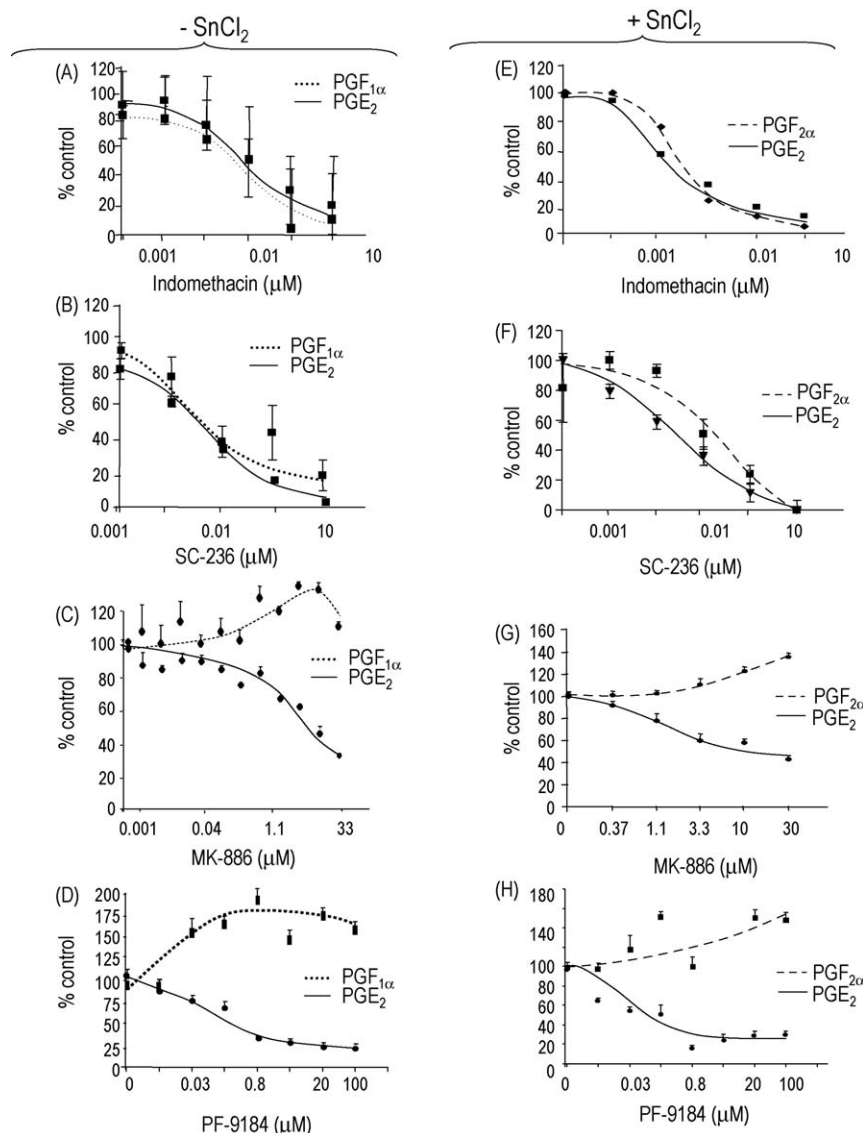 - SnCl2
+ SnCl2
(A)
120
100
80
60
40
20
0
% control
PGF1α
PGE2
0.001
0.01
0.01
10
Indomethacin (µM)
(B)
120
100
80
60
40
20
0
% control
PGF1α
PGE2
0.001
0.01
0.01
10
SC-236 (µM)
(C)
120
100
80
60
40
20
0
% control
PGF1α
PGE2
0.001
0.04
1.1
33
MK-886 (µM)
(D)
200
175
125
150
100
75
50
25
% control
PGF1α
PGE2
0
0.03
0.8
20
100
PF-9184 (µM)
(E)
120
100
80
60
40
20
0
% control
PGF2α
PGE2
0.001
0.01
10
Indomethacin (µM)
(F)
120
100
80
60
40
20
0
% control
PGF2α
PGE2
0.001
0.01
10
SC-236 (µM)
(G)
160
140
120
100
80
60
40
20
0
% control
PGF2α
PGE2
0
0.37
1.1
3.3
10
30
MK-886 (µM)
(H)
180
140
100
80
60
40
20
0
% control
PGF2α
PGE2
0
0.03
0.8
20
100
PF-9184 (µM)